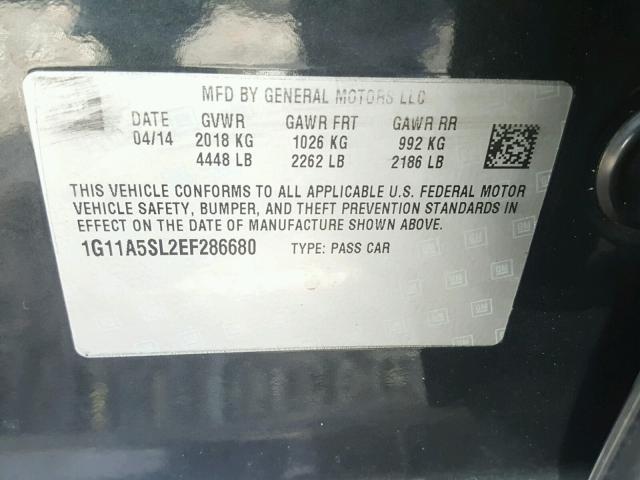 MFD BY GENERAL MOTORS LLC
DATE GVWR GAWR FRT GAWR RR
04/14 2018 KG 1026 KG 992 KG
4448 LB 2262 LB 2186 LB
THIS VEHICLE CONFORMS TO ALL APPLICABLE U.S. FEDERAL MOTOR
VEHICLE SAFETY, BUMPER, AND THEFT PREVENTION STANDARDS IN
EFFECT ON THE DATE OF MANUFACTURE SHOWN ABOVE.
1G11A5SL2EF286680 TYPE: PASS CAR